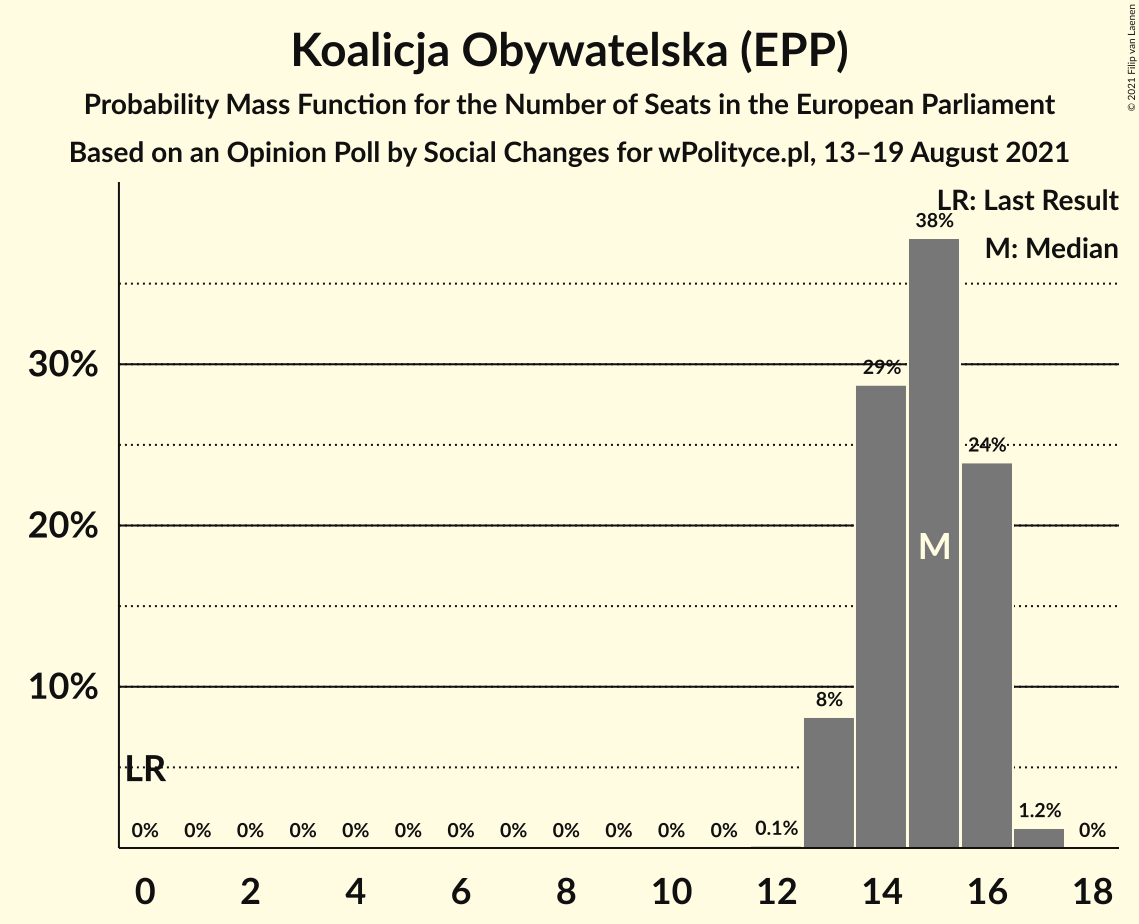 Koalicja Obywatelska (EPP)
Probability Mass Function for the Number of Seats in the European Parliament
Based on an Opinion Poll by Social Changes for wPolityce.pl, 13–19 August 2021
© 2021 Filip van Laenen
LR: Last Result
M: Median
38%
30%
29%
24%
20%
M
10%
8%
LR
1.2%
0% 0% 0% 0% 0% 0% 0% 0% 0% 0% 0% 0% 0.1% 0%
0 2 4 6 8 10 12 14 16 18